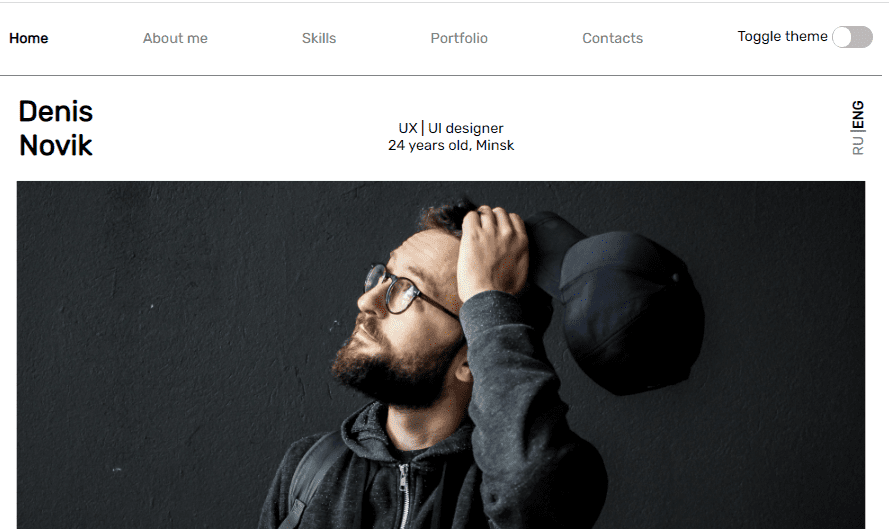 Home About me Skills Portfolio Contacts Toggle theme
Denis
Novik
UX | UI designer
24 years old, Minsk
RU |ENG